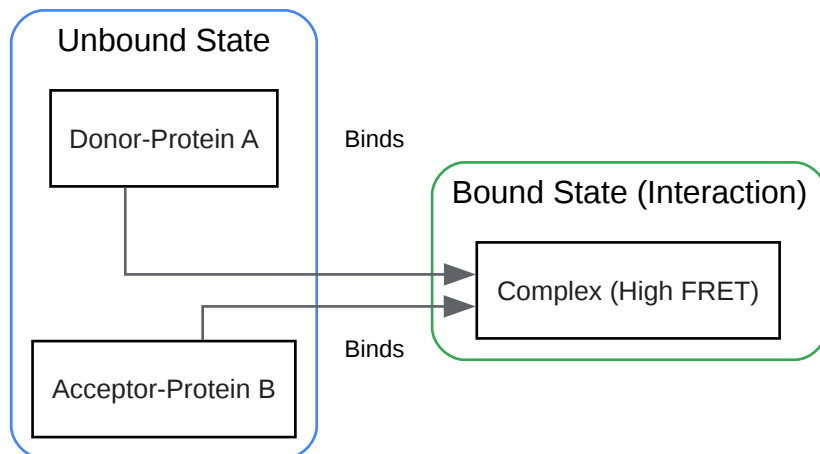 Unbound State
Donor-Protein A
Binds
Bound State (Interaction)
Complex (High FRET)
Binds
Acceptor-Protein B